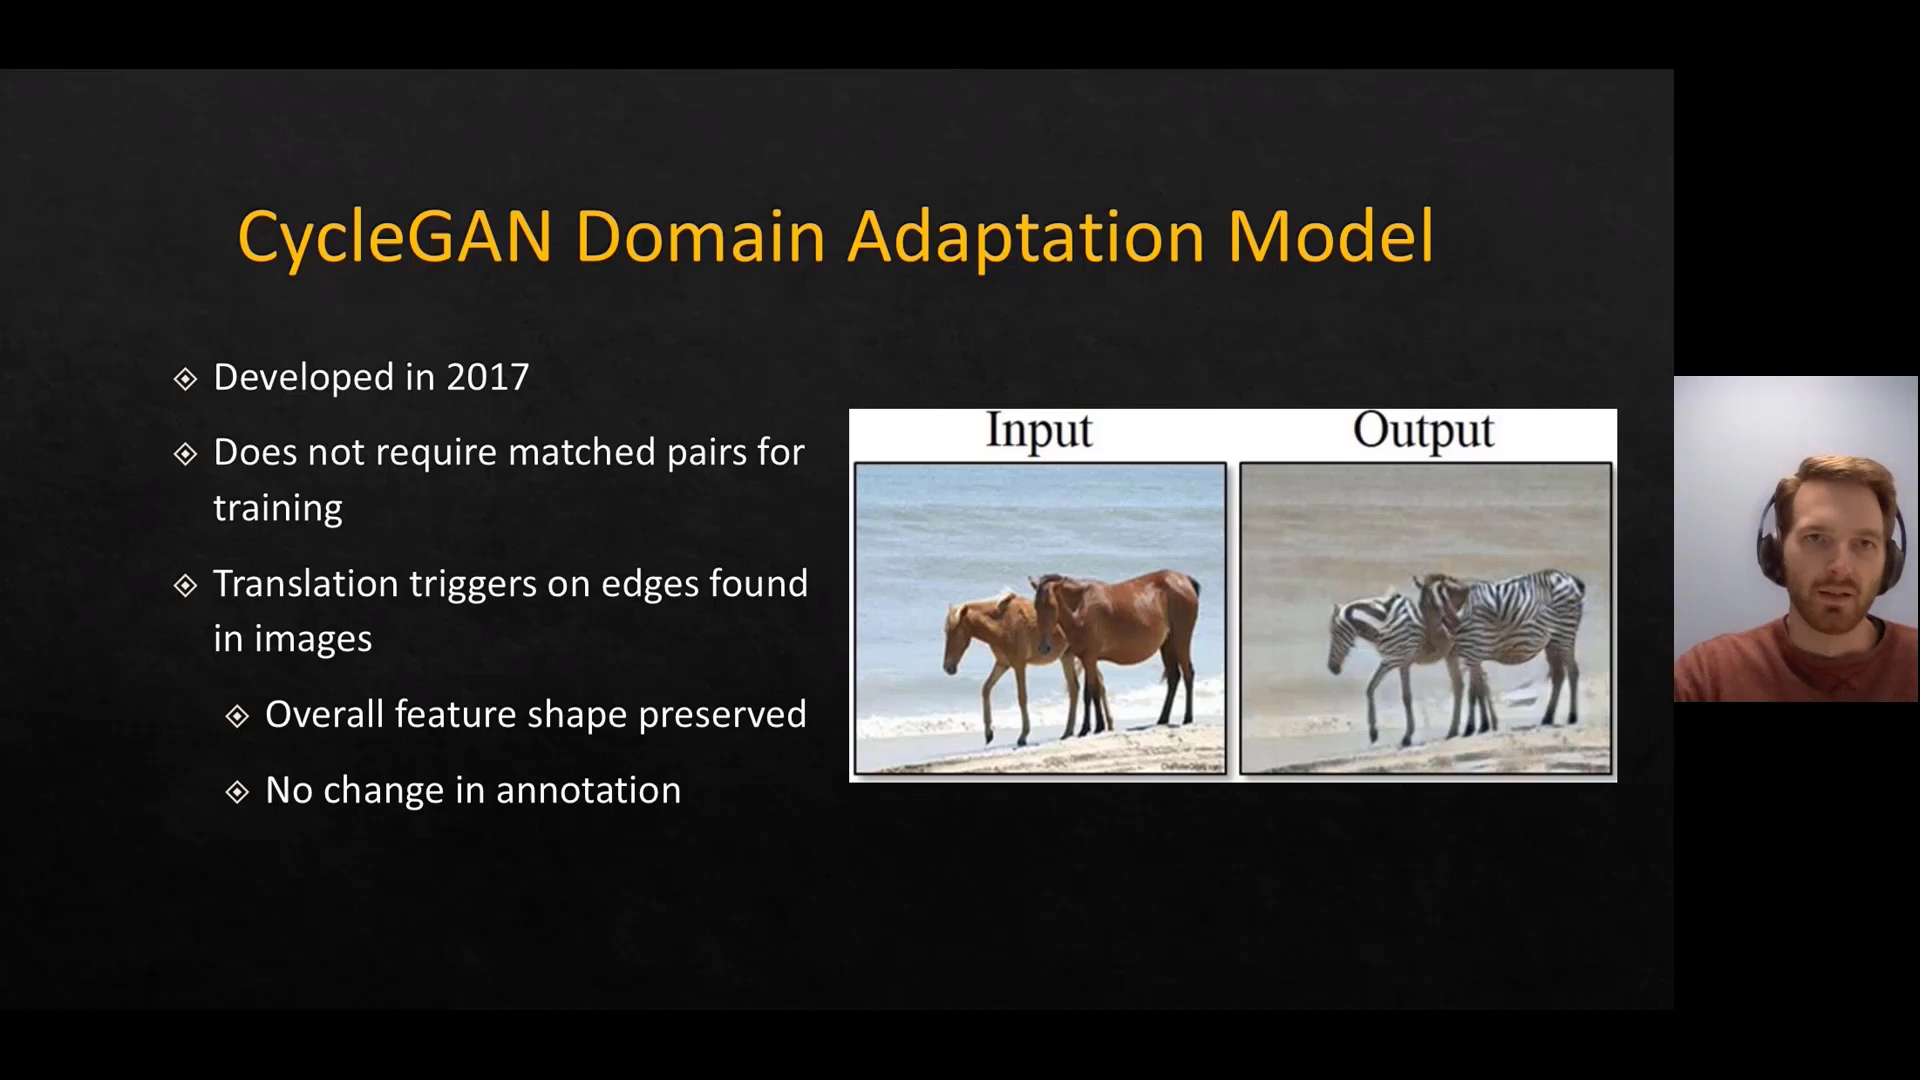 CycleGAN Domain Adaptation Model
Developed in 2017
Does not require matched pairs for
training
Translation triggers on edges found
in images
Overall feature shape preserved
No change in annotation
Input
Output